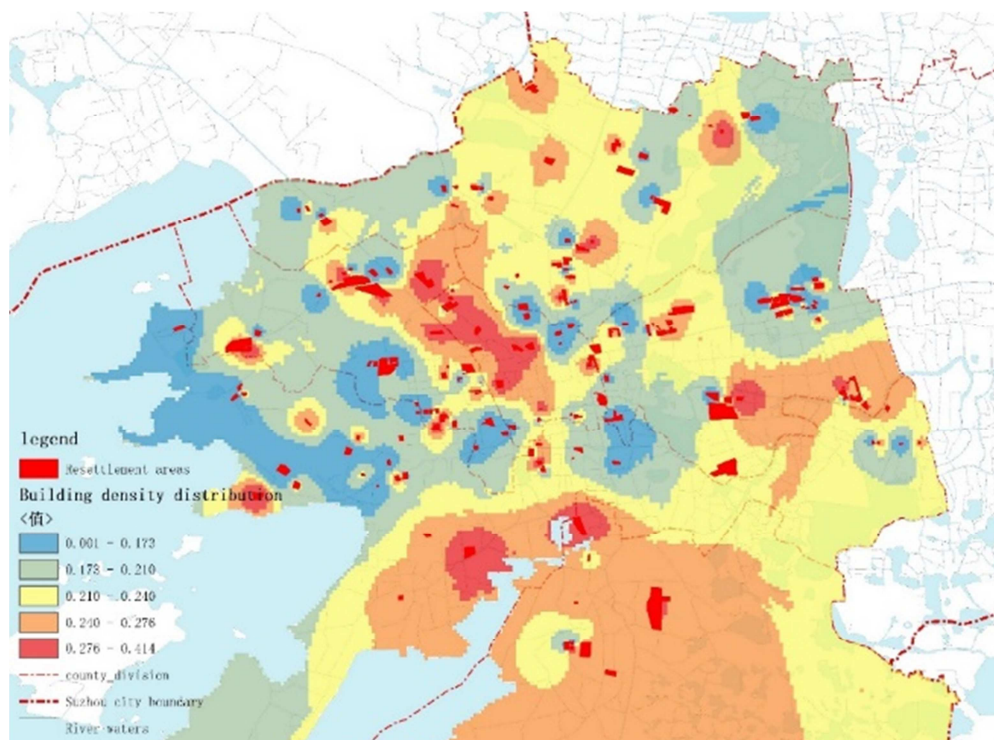 legend
Resettlement areas
Building density distribution
<值>
0.001 - 0.173
0.173 - 0.210
0.210 - 0.240
0.240 - 0.276
0.276 - 0.414
county_division
Suzhou city boundary
River waters